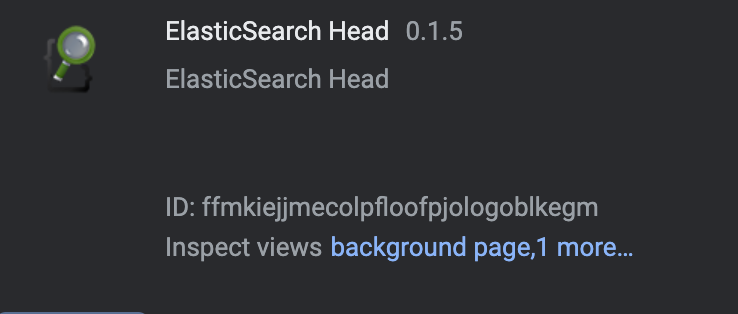 ElasticSearch Head 0.1.5
ElasticSearch Head
ID: ffmkiejjmecolpfloofpjologoblkegm
Inspect views background page,1 more…